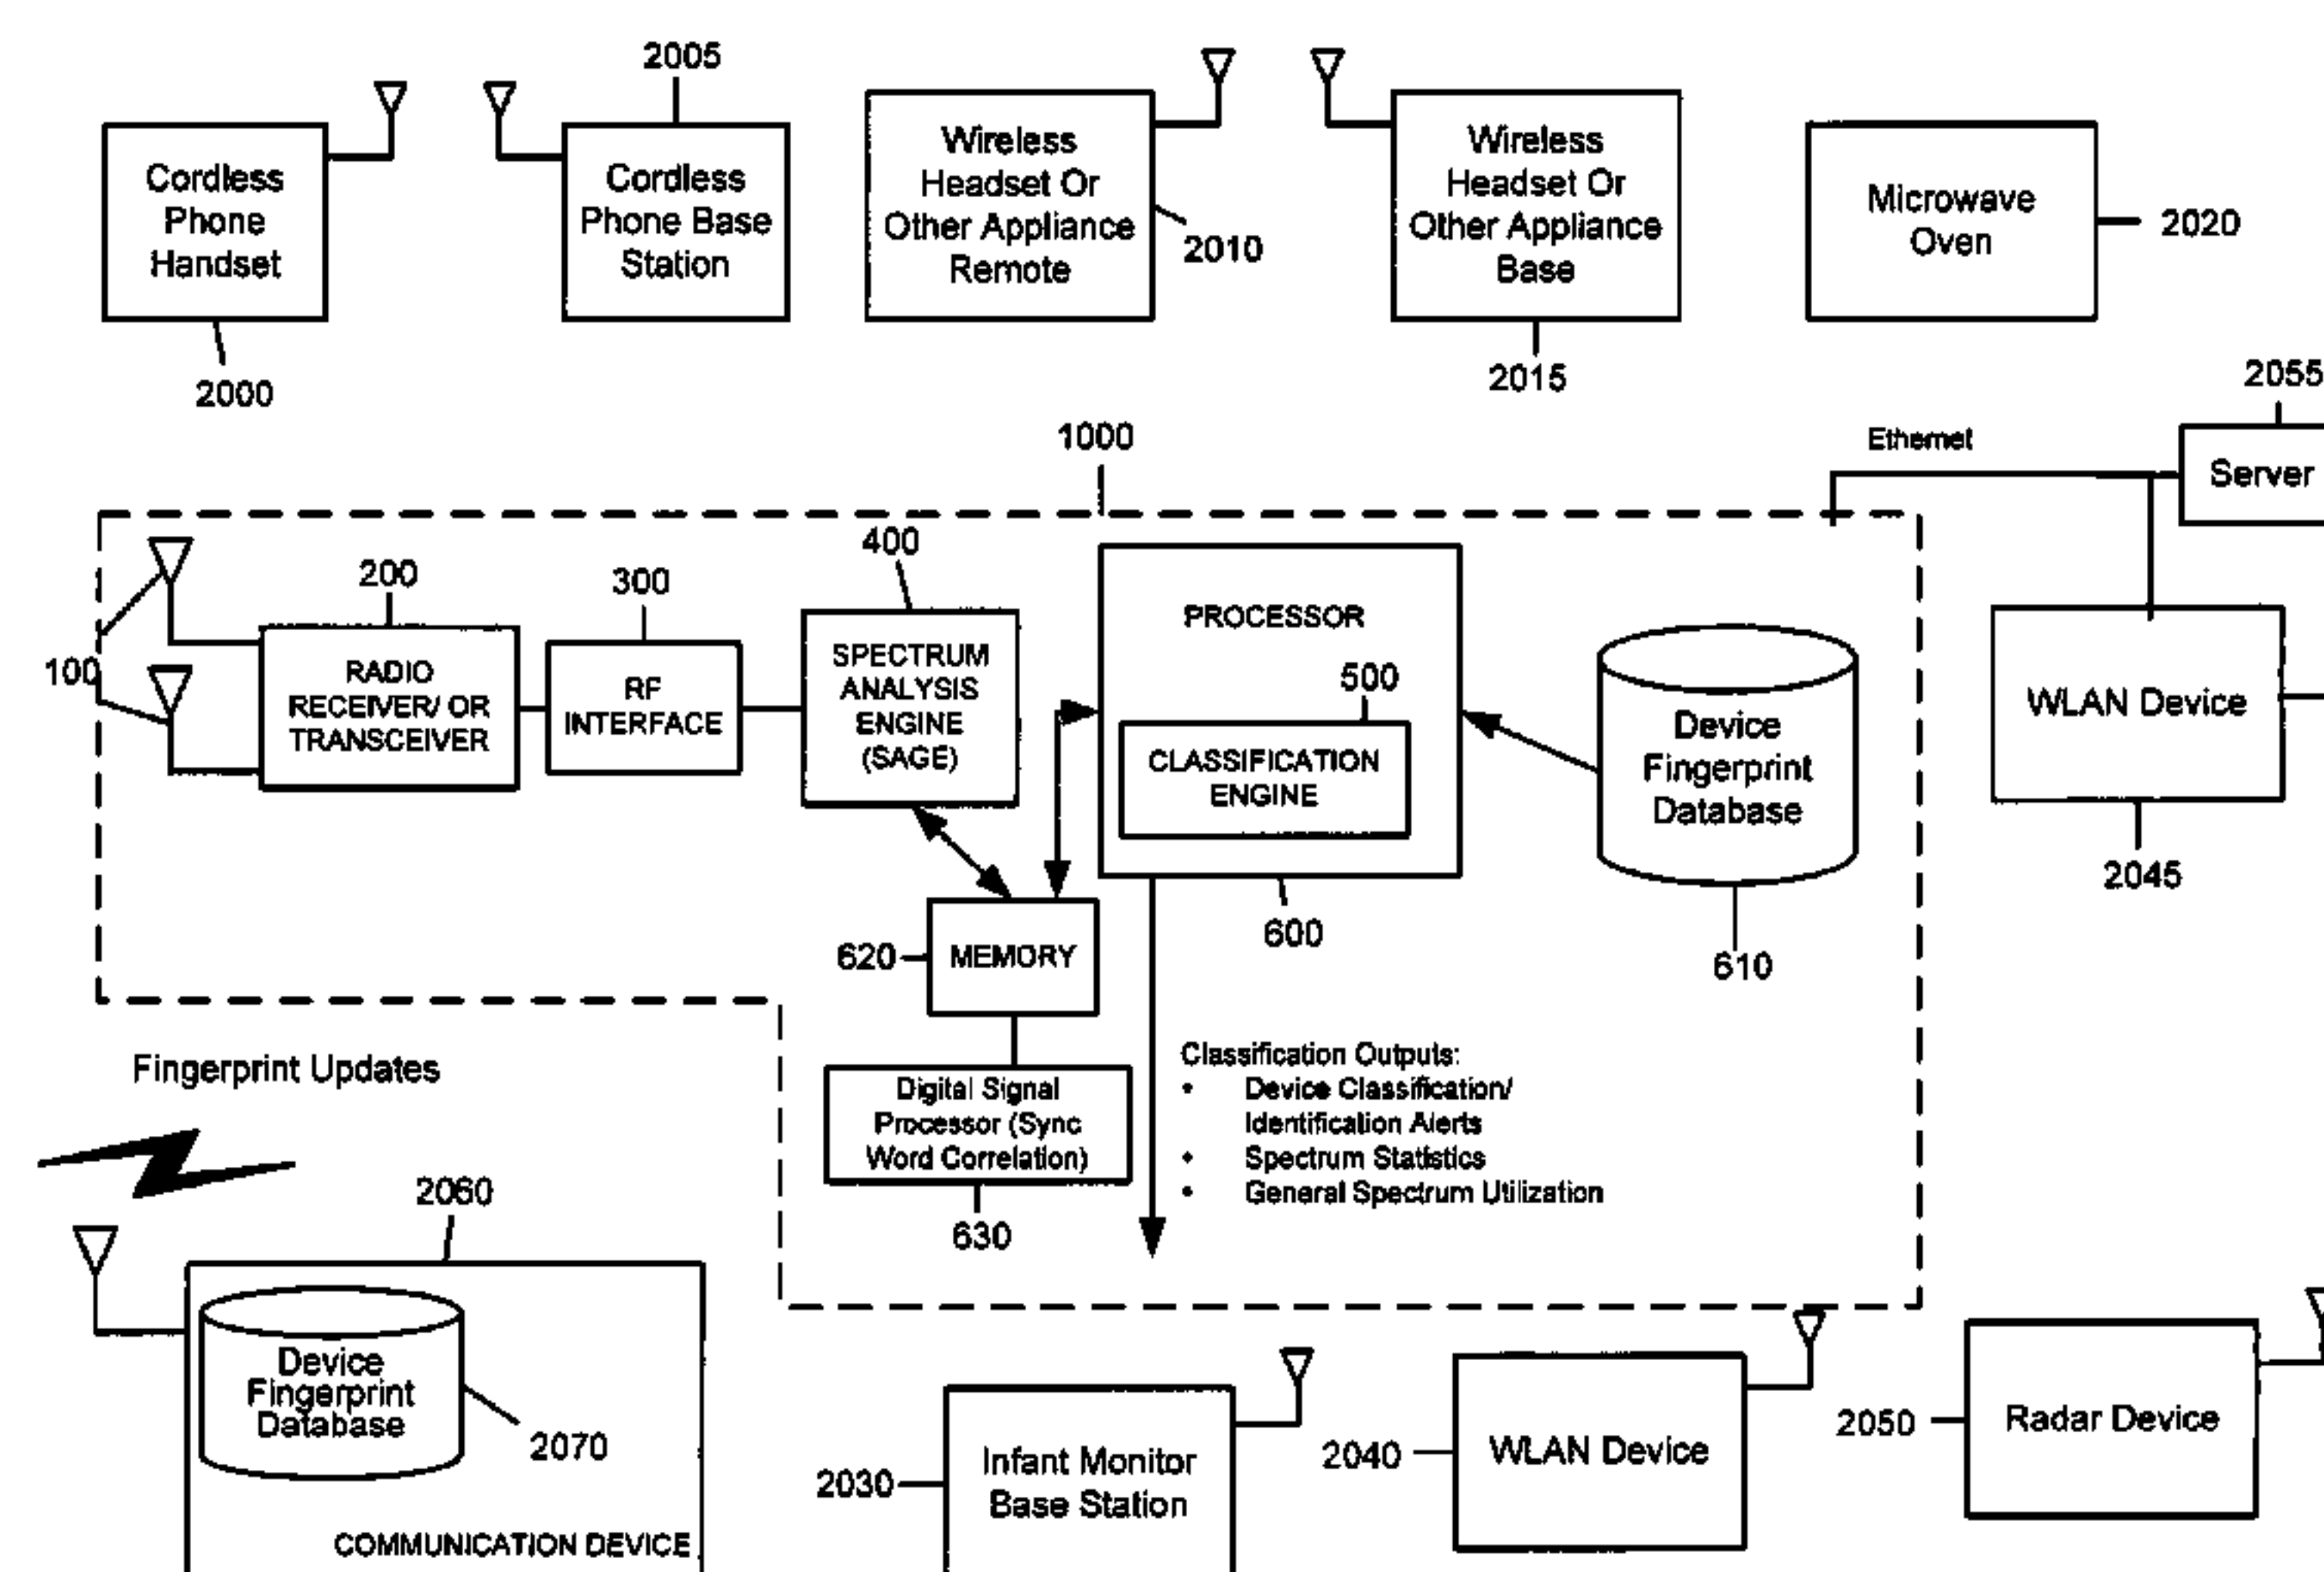 2005
Cordless
Phone
Handset
2000
Cordless
Phone Base
Station
Wireless
Headset Or
Other Appliance
Remote
2010
Wireless
Headset Or
Other Appliance
Base
2015
Microwave
Oven
2020
2055
Server
Ethernet
1000
100
200
RADIO
RECEIVER/ OR
TRANSCEIVER
300
RF
INTERFACE
400
SPECTRUM
ANALYSIS
ENGINE
(SAGE)
PROCESSOR
500
CLASSIFICATION
ENGINE
600
Device
Fingerprint
Database
610
WLAN Device
2045
620
MEMORY
Digital Signal
Processor (Sync
Word Correlation)
630
Classification Outputs:
• Device Classification/
Identification Alerts
• Spectrum Statistics
• General Spectrum Utilization
Fingerprint Updates
2060
Device
Fingerprint
Database
2070
COMMUNICATION DEVICE
2030
Infant Monitor
Base Station
2040
WLAN Device
2050
Radar Device